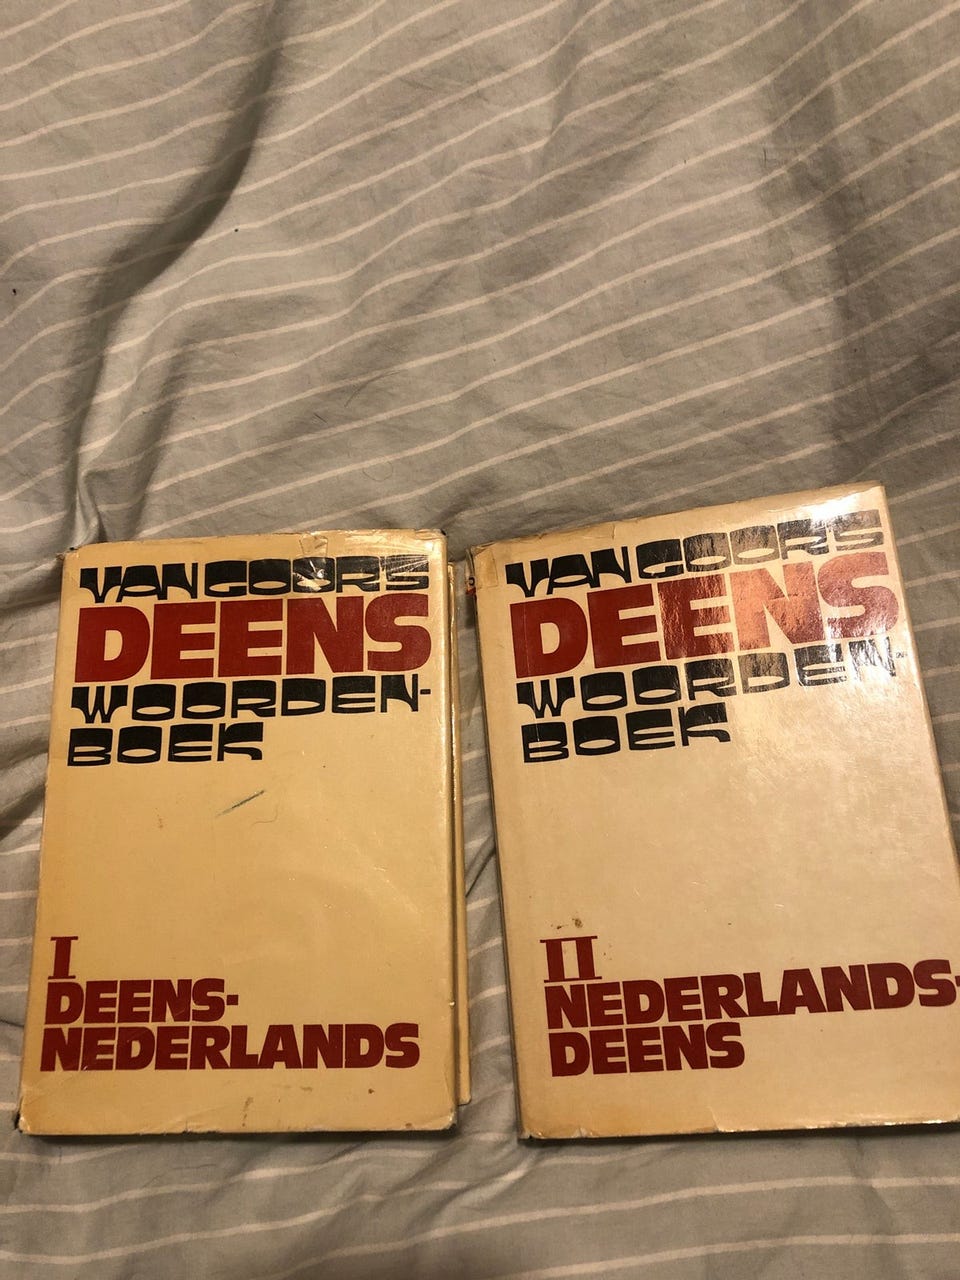 VAN GOORS
DEENS
WOORDEN-
BOEK
I
DEENS-
NEDERLANDS
VAN GOORS
DEENS
WOORDEN-
BOEK
II
NEDERLANDS-
DEENS